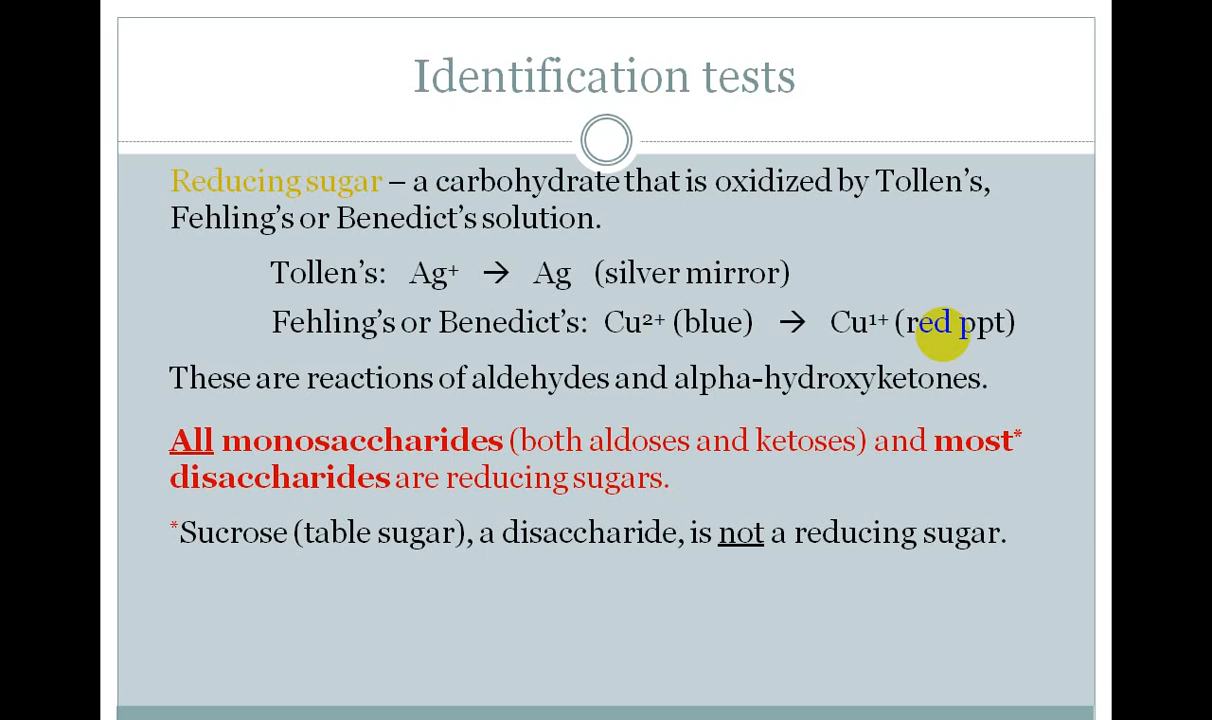 Identification tests
Reducing sugar – a carbohydrate that is oxidized by Tollen’s,
Fehling’s or Benedict’s solution.
Tollen’s: Ag⁺ → Ag (silver mirror)
Fehling’s or Benedict’s: Cu²⁺ (blue) → Cu¹⁺ (red ppt)
These are reactions of aldehydes and alpha-hydroxyketones.
All monosaccharides (both aldoses and ketoses) and most*
disaccharides are reducing sugars.
*Sucrose (table sugar), a disaccharide, is not a reducing sugar.